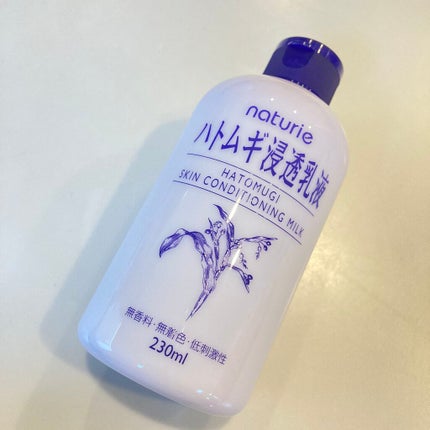 naturie
ハトムギ浸透乳液
HATOMUGI
SKIN CONDITIONING MILK
無香料・無着色・低刺激性
230ml